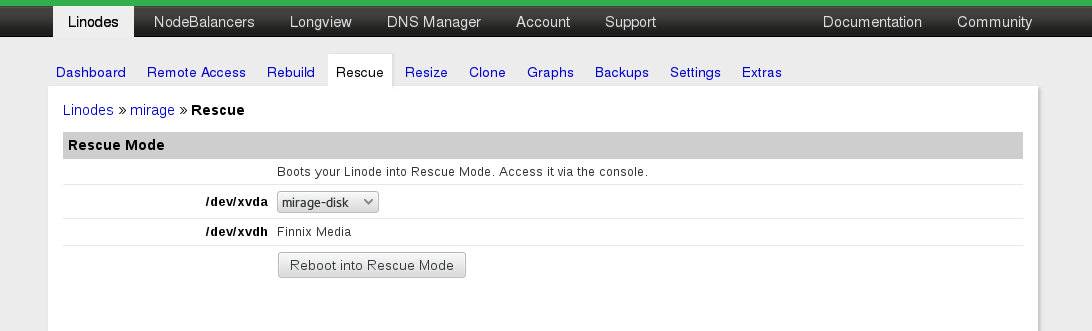 Linodes NodeBalancers Longview DNS Manager Account Support Documentation Community
Dashboard Remote Access Rebuild Rescue Resize Clone Graphs Backups Settings Extras
Linodes » mirage » Rescue
Rescue Mode
Boots your Linode into Rescue Mode. Access it via the console.
/dev/xvda mirage-disk
/dev/xvdh Finnix Media
Reboot into Rescue Mode